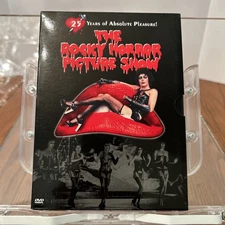 25 Years of Absolute Pleasure!
THE
ROCKY HORROR
PICTURE SHOW
DVD